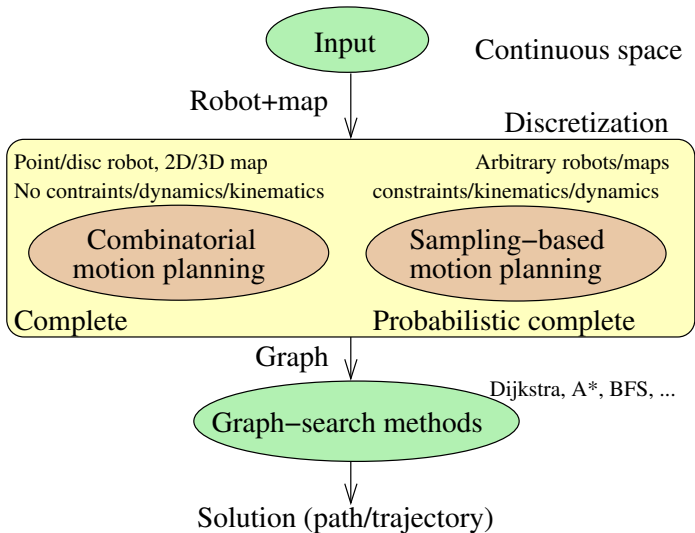 Input
Continuous space
Robot+map
Discretization
Point/disc robot, 2D/3D map
No contraints/dynamics/kinematics
Arbitrary robots/maps
constraints/kinematics/dynamics
Combinatorial
motion planning
Sampling−based
motion planning
Complete
Probabilistic complete
Graph
Dijkstra, A*, BFS, ...
Graph−search methods
Solution (path/trajectory)